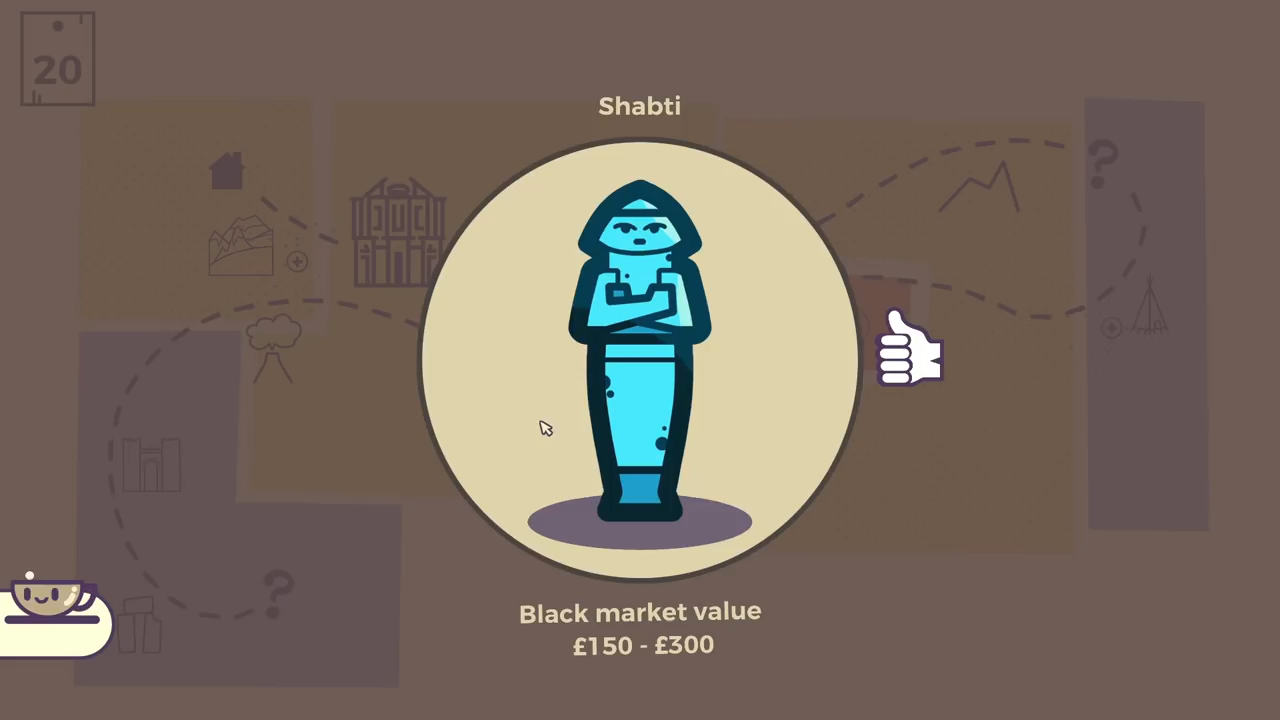 20
Shabti
?
?
Black market value
£150 - £300